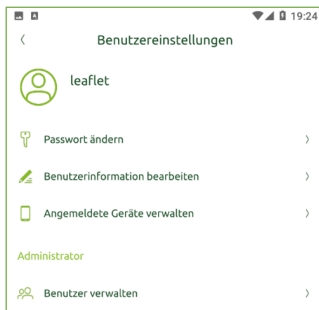 19:24
Benutzereinstellungen
leaflet
Passwort ändern
Benutzerinformation bearbeiten
Angemeldete Geräte verwalten
Administrator
Benutzer verwalten